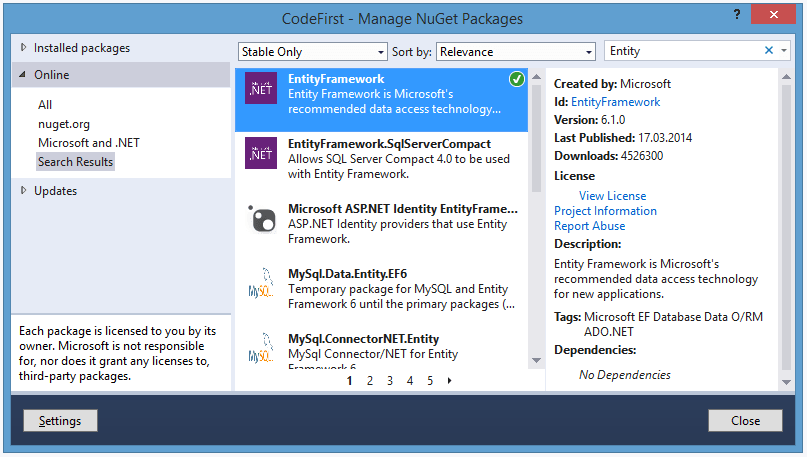 CodeFirst - Manage NuGet Packages
?
Installed packages
Online
All
nuget.org
Microsoft and .NET
Search Results
Updates
Each package is licensed to you by its
owner. Microsoft is not responsible
for, nor does it grant any licenses to,
third-party packages.
Stable Only
Sort by:
Relevance
Entity
.NET
EntityFramework
Entity Framework is Microsoft's
recommended data access technology...
.NET
EntityFramework.SqlServerCompact
Allows SQL Server Compact 4.0 to be used
with Entity Framework.
Microsoft ASP.NET Identity EntityFrame...
ASP.NET Identity providers that use Entity
Framework.
MySQL
MySql.Data.Entity.EF6
Temporary package for MySQL and Entity
Framework 6 until the primary packages (...
MySQL
MySql.ConnectorNET.Entity
MySql Connector/NET for Entity
Framework 6
1 2 3 4 5
Created by: Microsoft
Id: EntityFramework
Version: 6.1.0
Last Published: 17.03.2014
Downloads: 4526300
License
View License
Project Information
Report Abuse
Description:
Entity Framework is Microsoft's
recommended data access technology
for new applications.
Tags: Microsoft EF Database Data O/RM
ADO.NET
Dependencies:
No Dependencies
Settings
Close